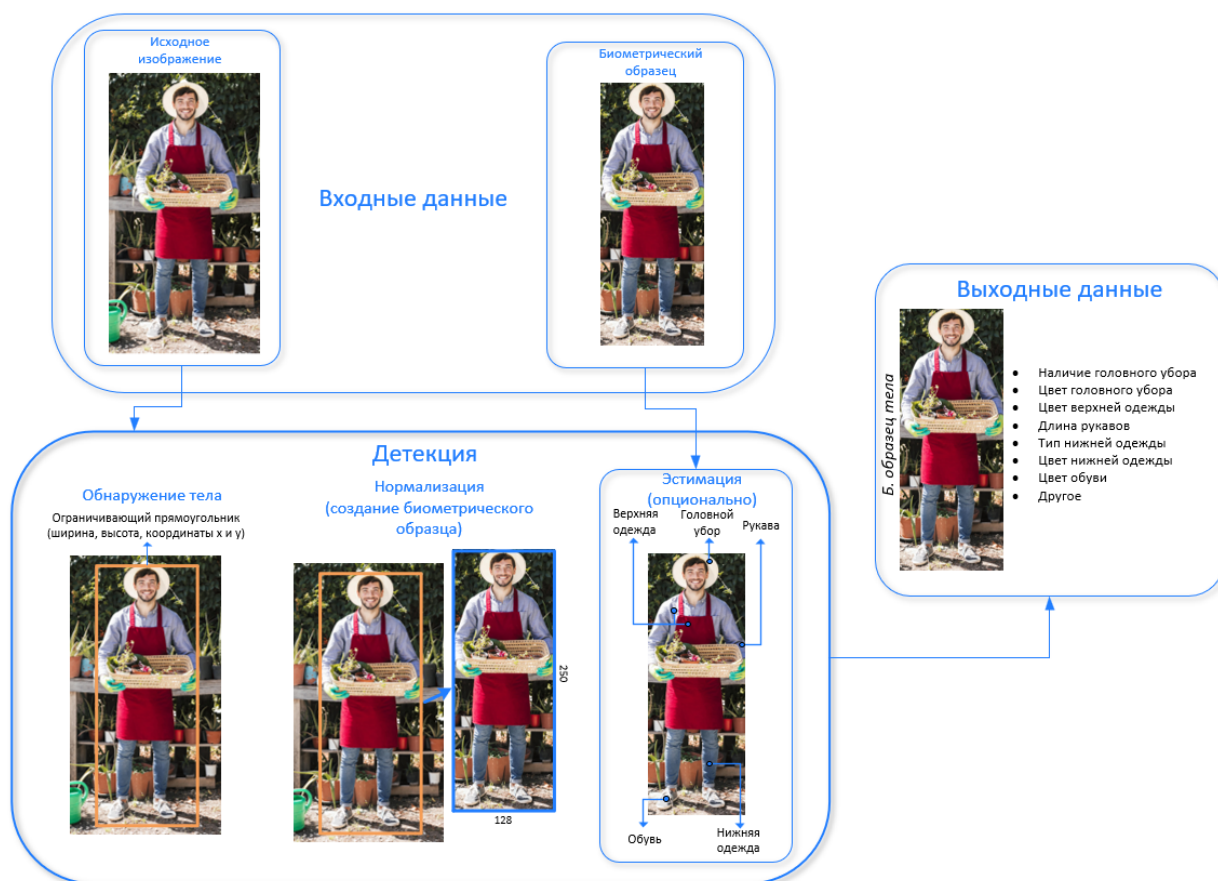 Исходное
изображение
Биометрический
образец
Входные данные
Выходные данные
Б. образец тела
Наличие головного убора
Цвет головного убора
Цвет верхней одежды
Длина рукавов
Тип нижней одежды
Цвет нижней одежды
Цвет обуви
Другое
Детекция
Обнаружение тела
Ограничивающий прямоугольник
(ширина, высота, координаты x и y)
Нормализация
(создание биометрического
образца)
250
128
Эстимация
(опционально)
Верхняя
одежда
Головной
убор
Рукава
Обувь
Нижняя
одежда